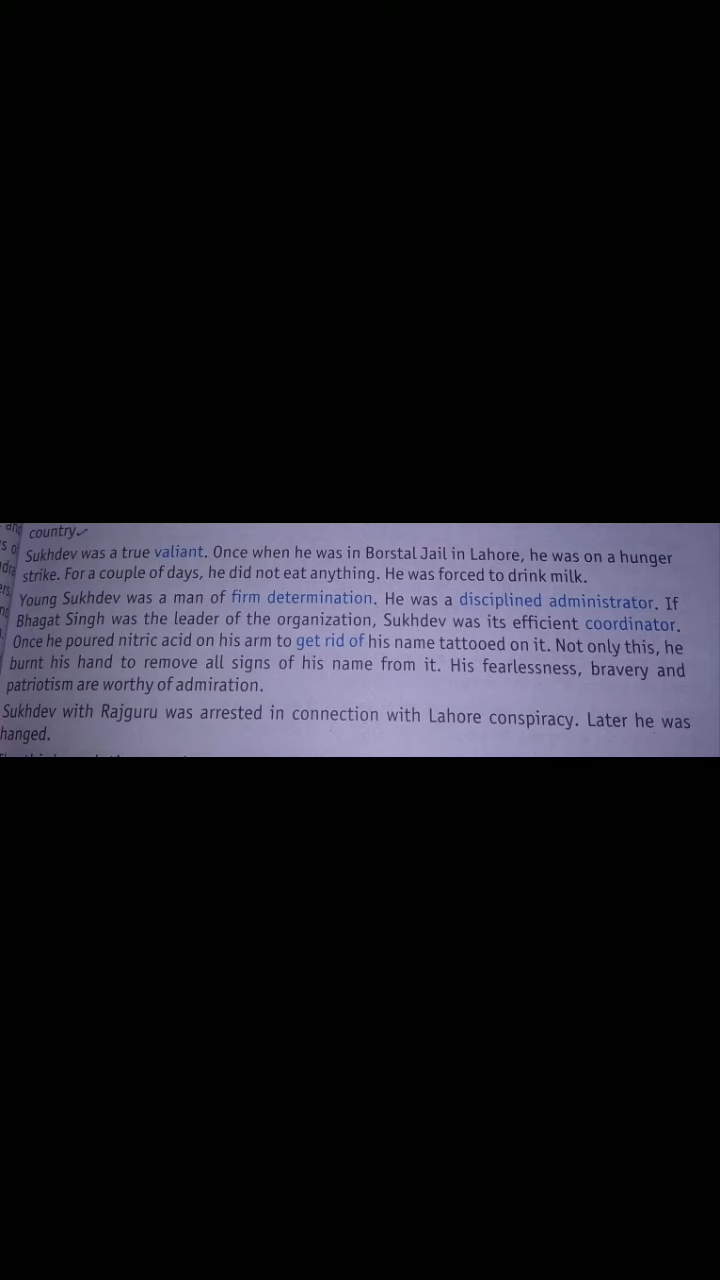 and country
s o
Sukhdev was a true valiant. Once when he was in Borstal Jail in Lahore, he was on a hunger
strike. For a couple of days, he did not eat anything. He was forced to drink milk.
Young Sukhdev was a man of firm determination. He was a disciplined administrator. If
Bhagat Singh was the leader of the organization, Sukhdev was its efficient coordinator.
Once he poured nitric acid on his arm to get rid of his name tattooed on it. Not only this, he
burnt his hand to remove all signs of his name from it. His fearlessness, bravery and
patriotism are worthy of admiration.
Sukhdev with Rajguru was arrested in connection with Lahore conspiracy. Later he was
hanged.